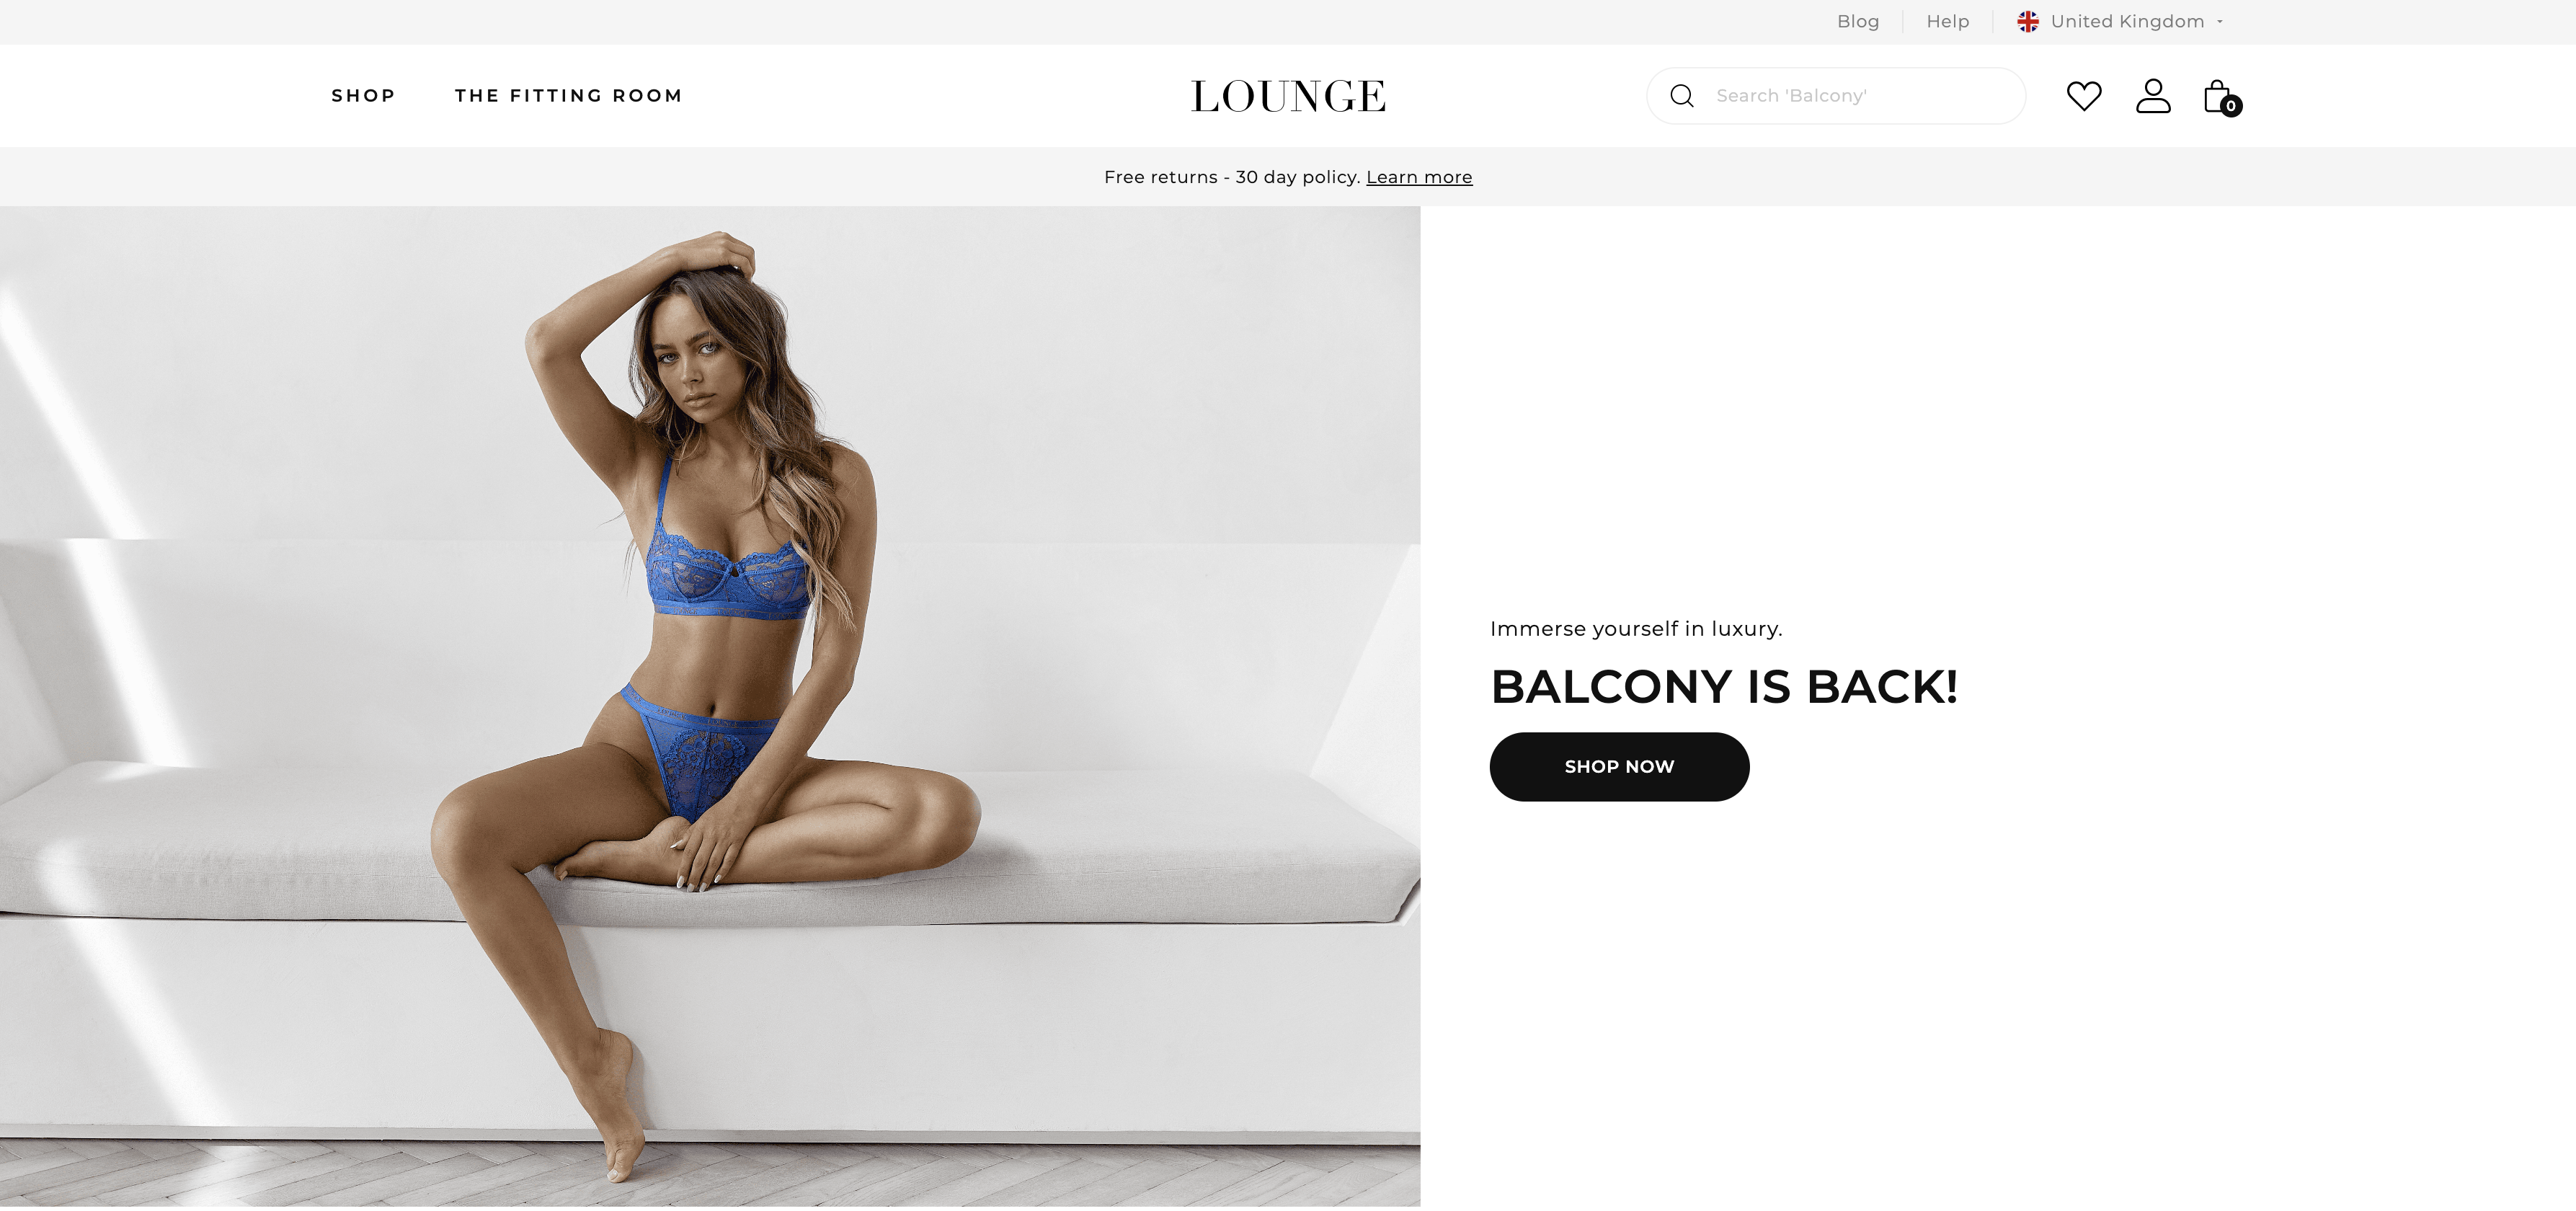 Blog
Help
United Kingdom
SHOP
THE FITTING ROOM
LOUNGE
Search 'Balcony'
0
Free returns - 30 day policy. Learn more
Immerse yourself in luxury.
BALCONY IS BACK!
SHOP NOW